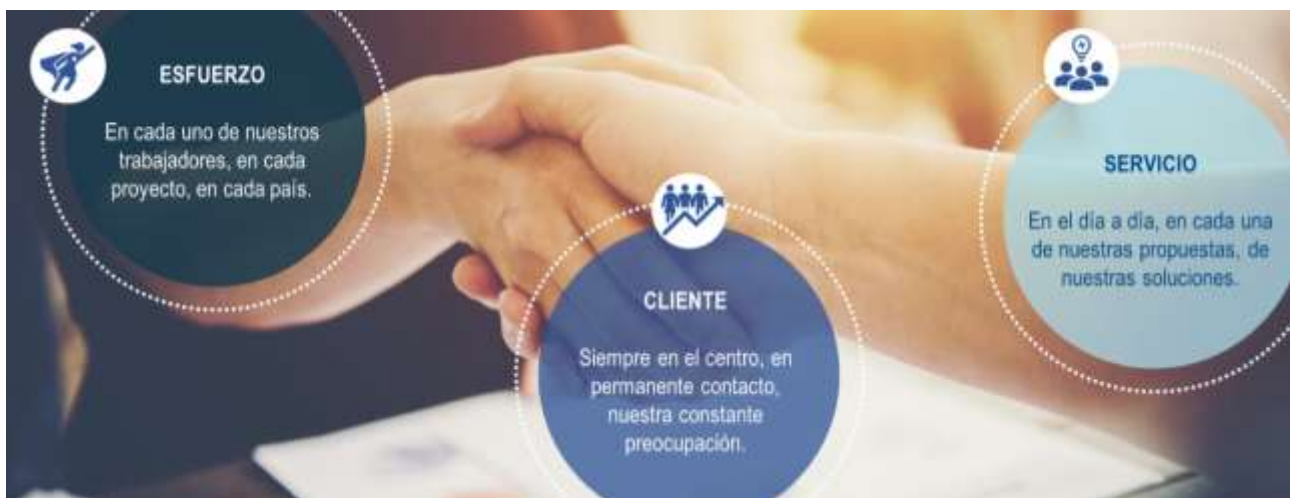 ESFUERZO
En cada uno de nuestros
trabajadores, en cada
proyecto, en cada país.
CLIENTE
Siempre en el centro, en
permanente contacto,
nuestra constante
preocupación.
SERVICIO
En el día a día, en cada una
de nuestras propuestas, de
nuestras soluciones.